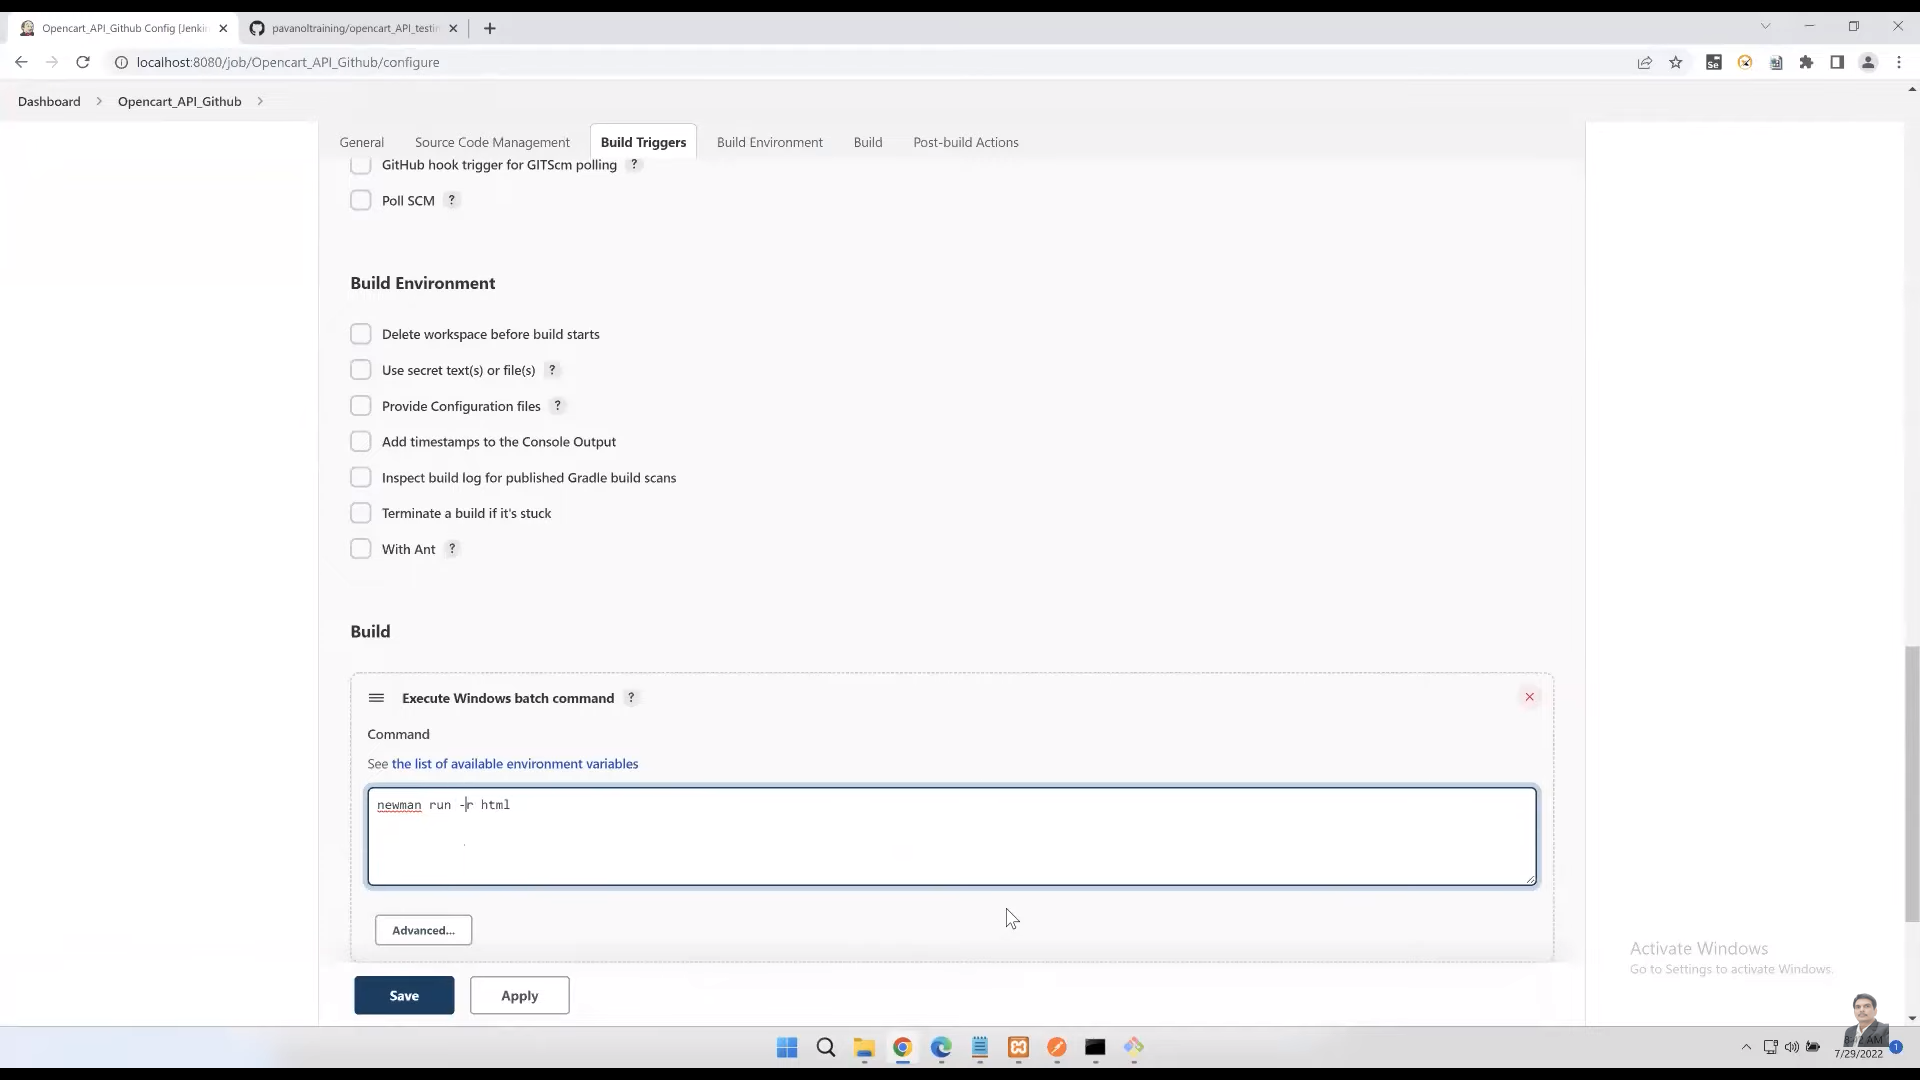 Opencart_API_Github Config [Jenki
pavanoltraining/opencart_API_testi
localhost:8080/job/Opencart_API_Github/configure
Dashboard
Opencart_API_Github
General
Source Code Management
Build Triggers
Build Environment
Build
Post-build Actions
GitHub hook trigger for GITScm polling ?
Poll SCM ?
Build Environment
Delete workspace before build starts
Use secret text(s) or file(s) ?
Provide Configuration files ?
Add timestamps to the Console Output
Inspect build log for published Gradle build scans
Terminate a build if it's stuck
With Ant ?
Build
Execute Windows batch command ?
Command
See the list of available environment variables
newman run -r html
Advanced...
Save
Apply
Activate Windows
Go to Settings to activate Windows.
AM
7/29/2022
1